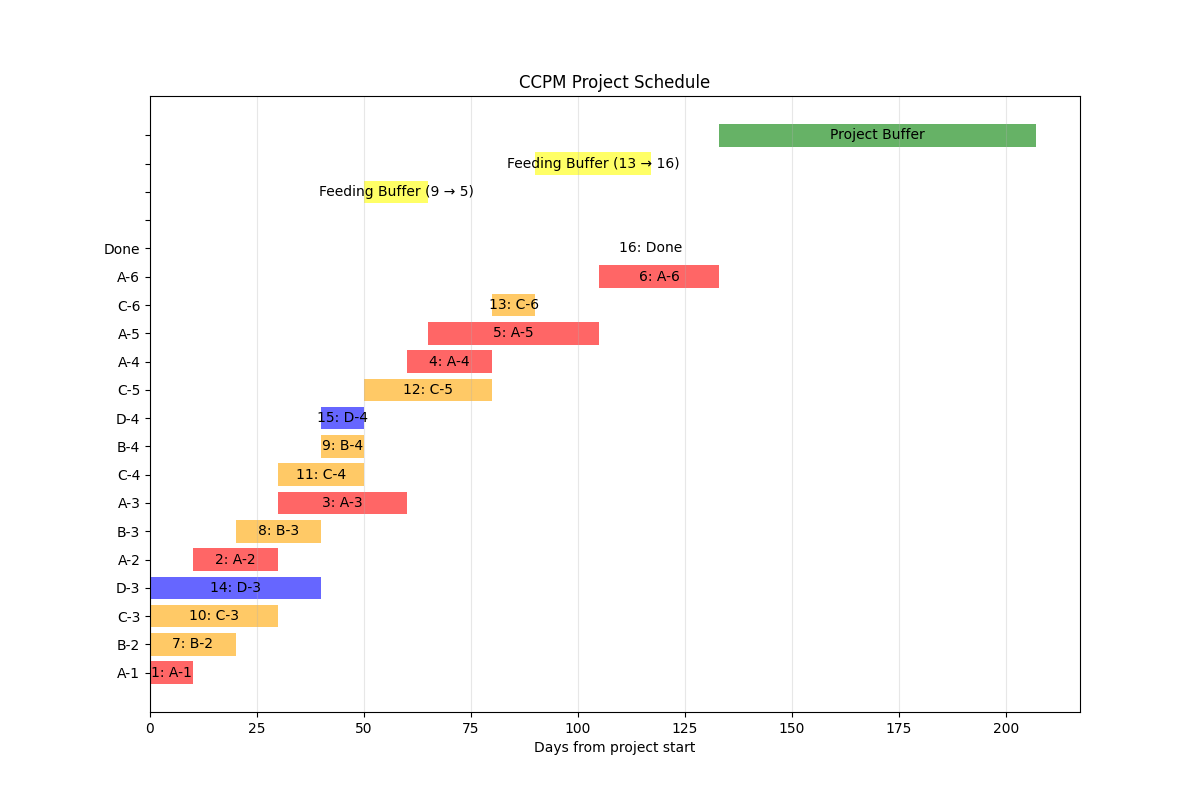 CCPM Project Schedule
Project Buffer
Feeding Buffer (13 → 16)
Feeding Buffer (9 → 5)
Done 16: Done
A-6 6: A-6
C-6 13: C-6
A-5 5: A-5
A-4 4: A-4
C-5 12: C-5
D-4 15: D-4
B-4 9: B-4
C-4 11: C-4
A-3 3: A-3
B-3 8: B-3
A-2 2: A-2
D-3 14: D-3
C-3 10: C-3
B-2 7: B-2
A-1 1: A-1
0 25 50 75 100 125 150 175 200
Days from project start